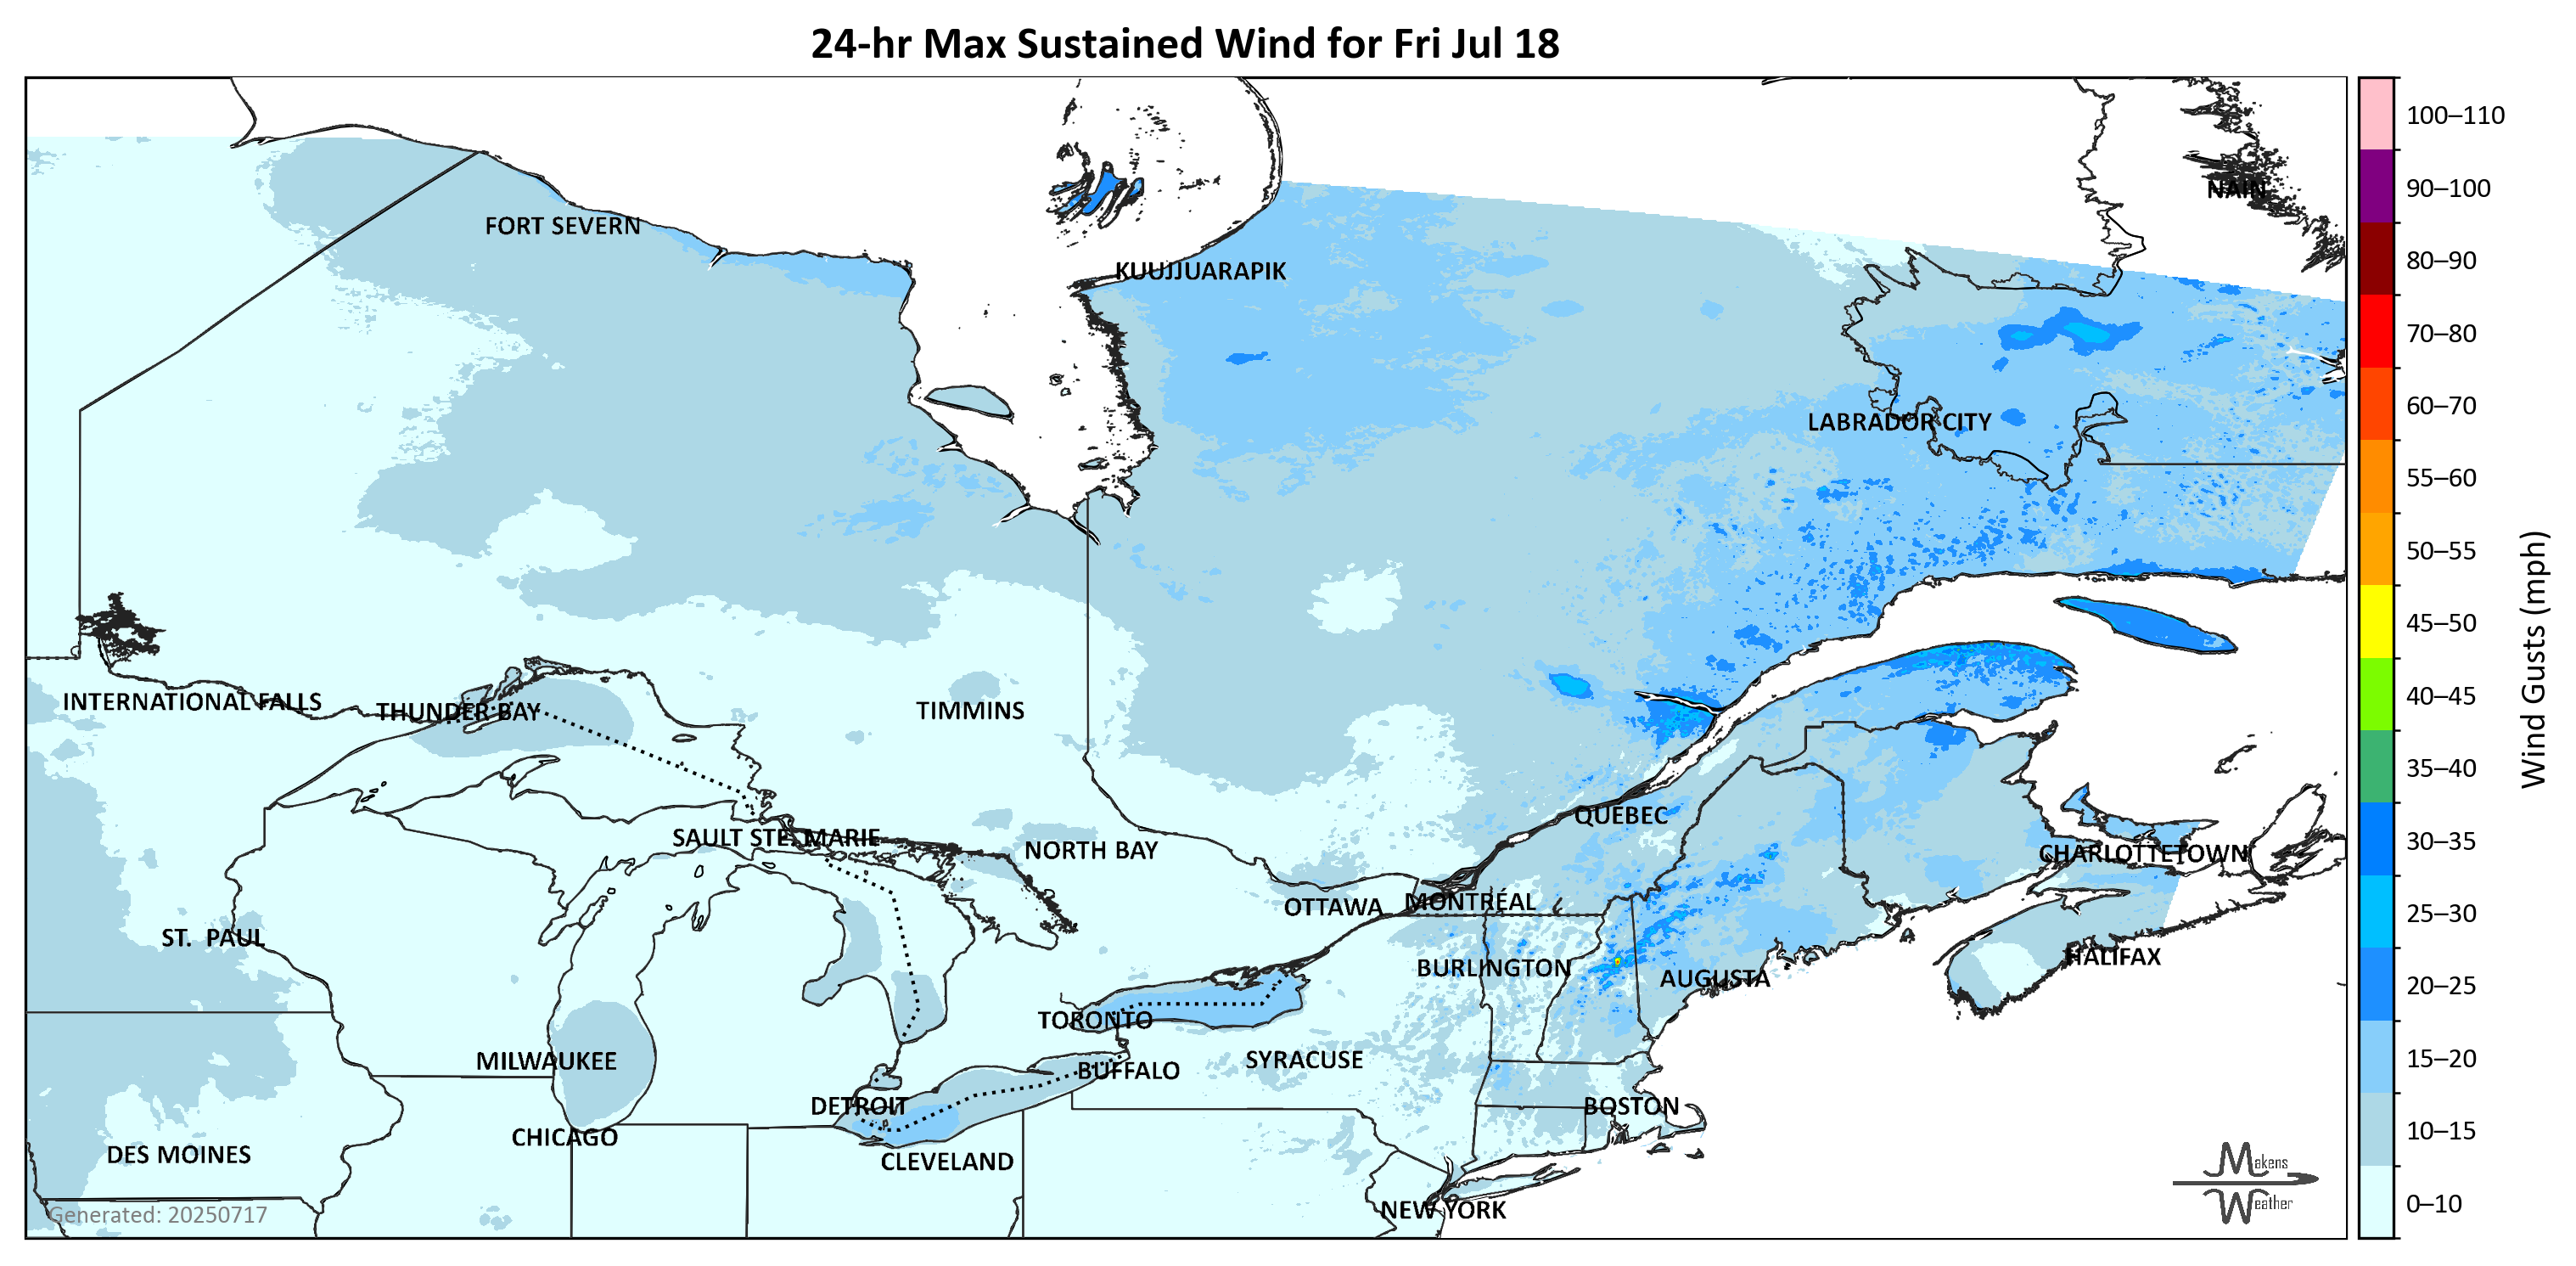 24-hr Max Sustained Wind for Fri Jul 18
NAIN
FORT SEVERN
KUUJJUARAPIK
LABRADOR CITY
INTERNATIONAL FALLS
THUNDER BAY
TIMMINS
QUEBEC
SAULT STE. MARIE
NORTH BAY
CHARLOTTETOWN
OTTAWA
MONTRÉAL
ST. PAUL
HALIFAX
BURLINGTON
AUGUSTA
TORONTO
MILWAUKEE
BUFFALO
SYRACUSE
DETROIT
BOSTON
CHICAGO
DES MOINES
CLEVELAND
NEW YORK
Generated: 20250717
Makens
Weather
100–110
90–100
80–90
70–80
60–70
55–60
50–55
45–50
40–45
35–40
30–35
25–30
20–25
15–20
10–15
0–10
Wind Gusts (mph)